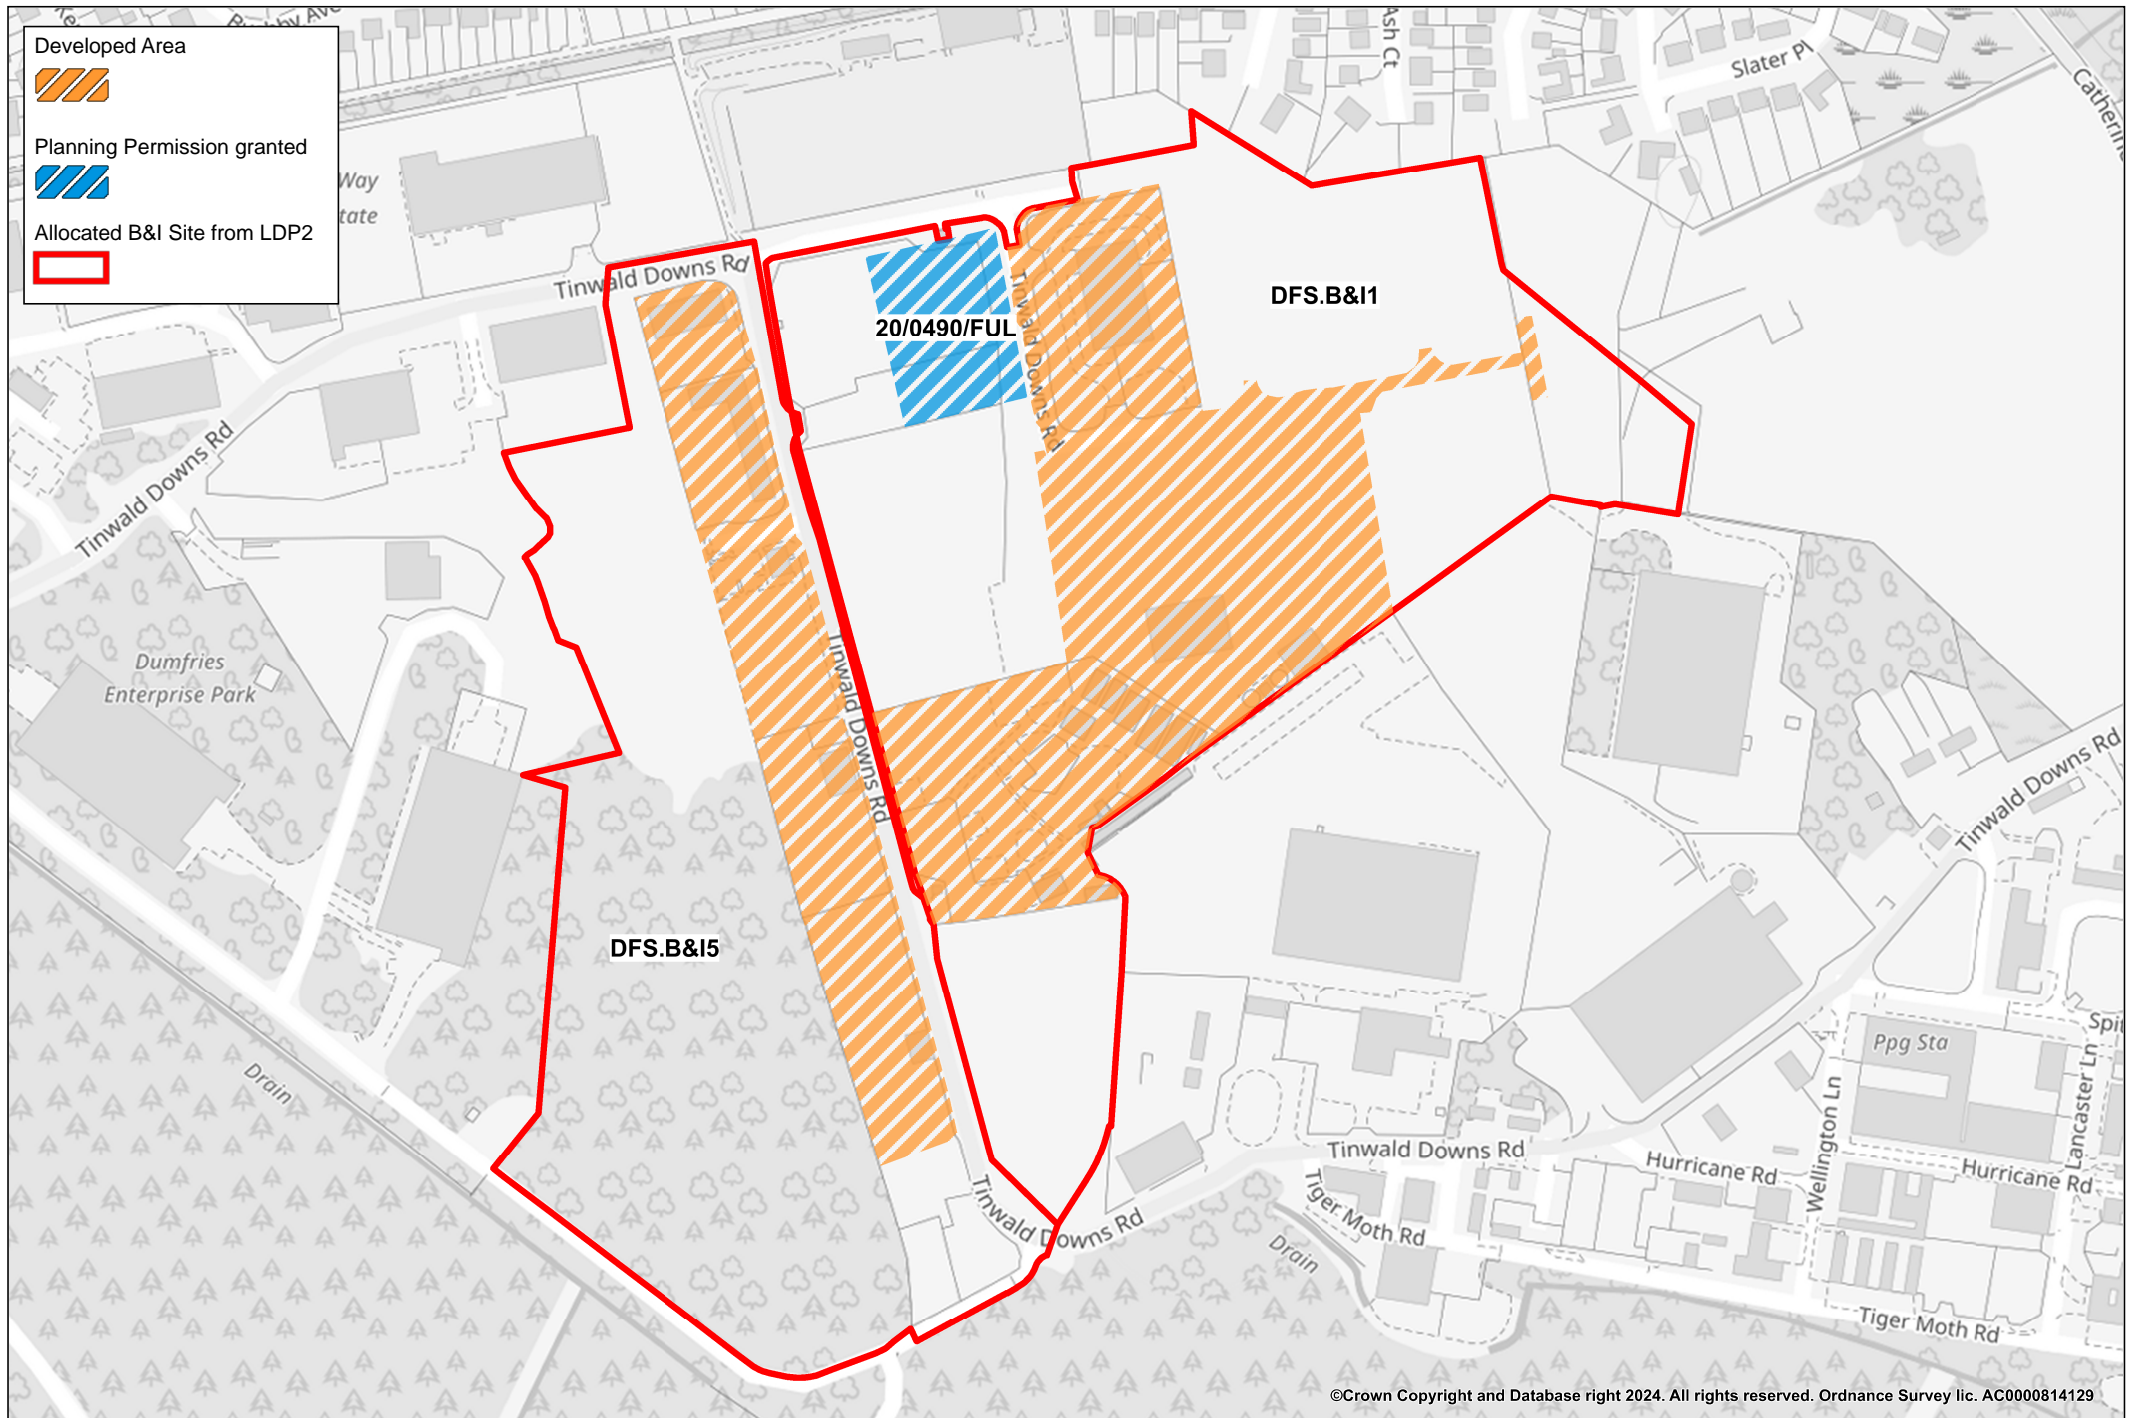 Developed Area
Planning Permission granted
Allocated B&I Site from LDP2
Way
tate
Ash Ct
Slater Pl
Tinwald Downs Rd
20/0490/FUL
Tinwald Downs Rd
DFS.B&I1
Tinwald Downs Rd
Dumfries
Enterprise Park
Tinwald Downs Rd
DFS.B&I5
Drain
Tinwald Downs Rd
Tinwald Downs Rd
Tinwald Downs Rd
Ppg Sta
Spit
Lancaster Ln
Wellington Ln
Hurricane Rd
Hurricane Rd
Tiger Moth Rd
Drain
Tiger Moth Rd
©Crown Copyright and Database right 2024. All rights reserved. Ordnance Survey lic. AC0000814129